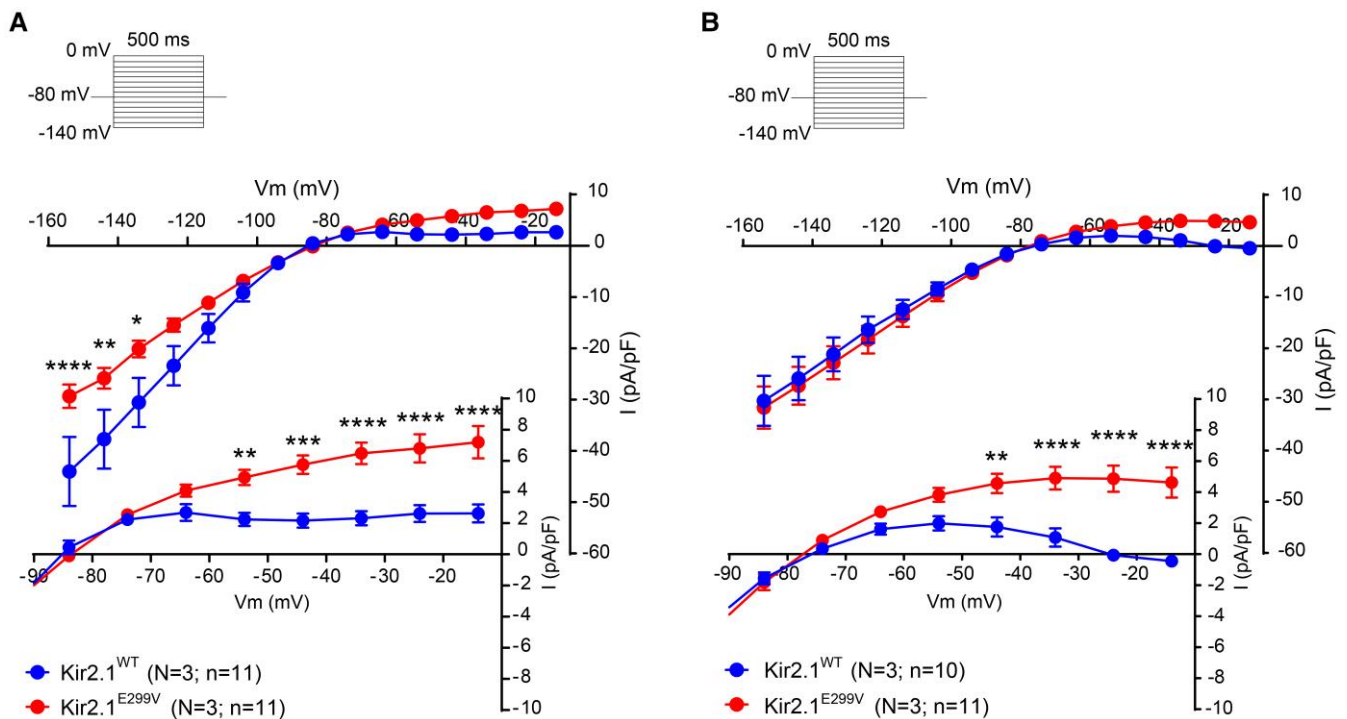 A
0 mV
500 ms
-80 mV
-140 mV
Vm (mV)
-160 -140 -120 -100 -80 -60 -40 -20
10
0
-10
-20
-30
-40
-50
-60
I (pA/pF)
**** ** *
** *** **** **** ****
10
8
6
4
2
0
-2
-4
-6
-8
-10
I (pA/pF)
-90 -80 -70 -60 -50 -40 -30 -20
Vm (mV)
Kir2.1WT (N=3; n=11)
Kir2.1E299V (N=3; n=11)
B
0 mV
500 ms
-80 mV
-140 mV
Vm (mV)
-160 -140 -120 -100 -80 -60 -40 -20
10
0
-10
-20
-30
-40
-50
-60
I (pA/pF)
** **** **** ****
10
8
6
4
2
0
-2
-4
-6
-8
-10
I (pA/pF)
-90 -80 -70 -60 -50 -40 -30 -20
Vm (mV)
Kir2.1WT (N=3; n=10)
Kir2.1E299V (N=3; n=11)